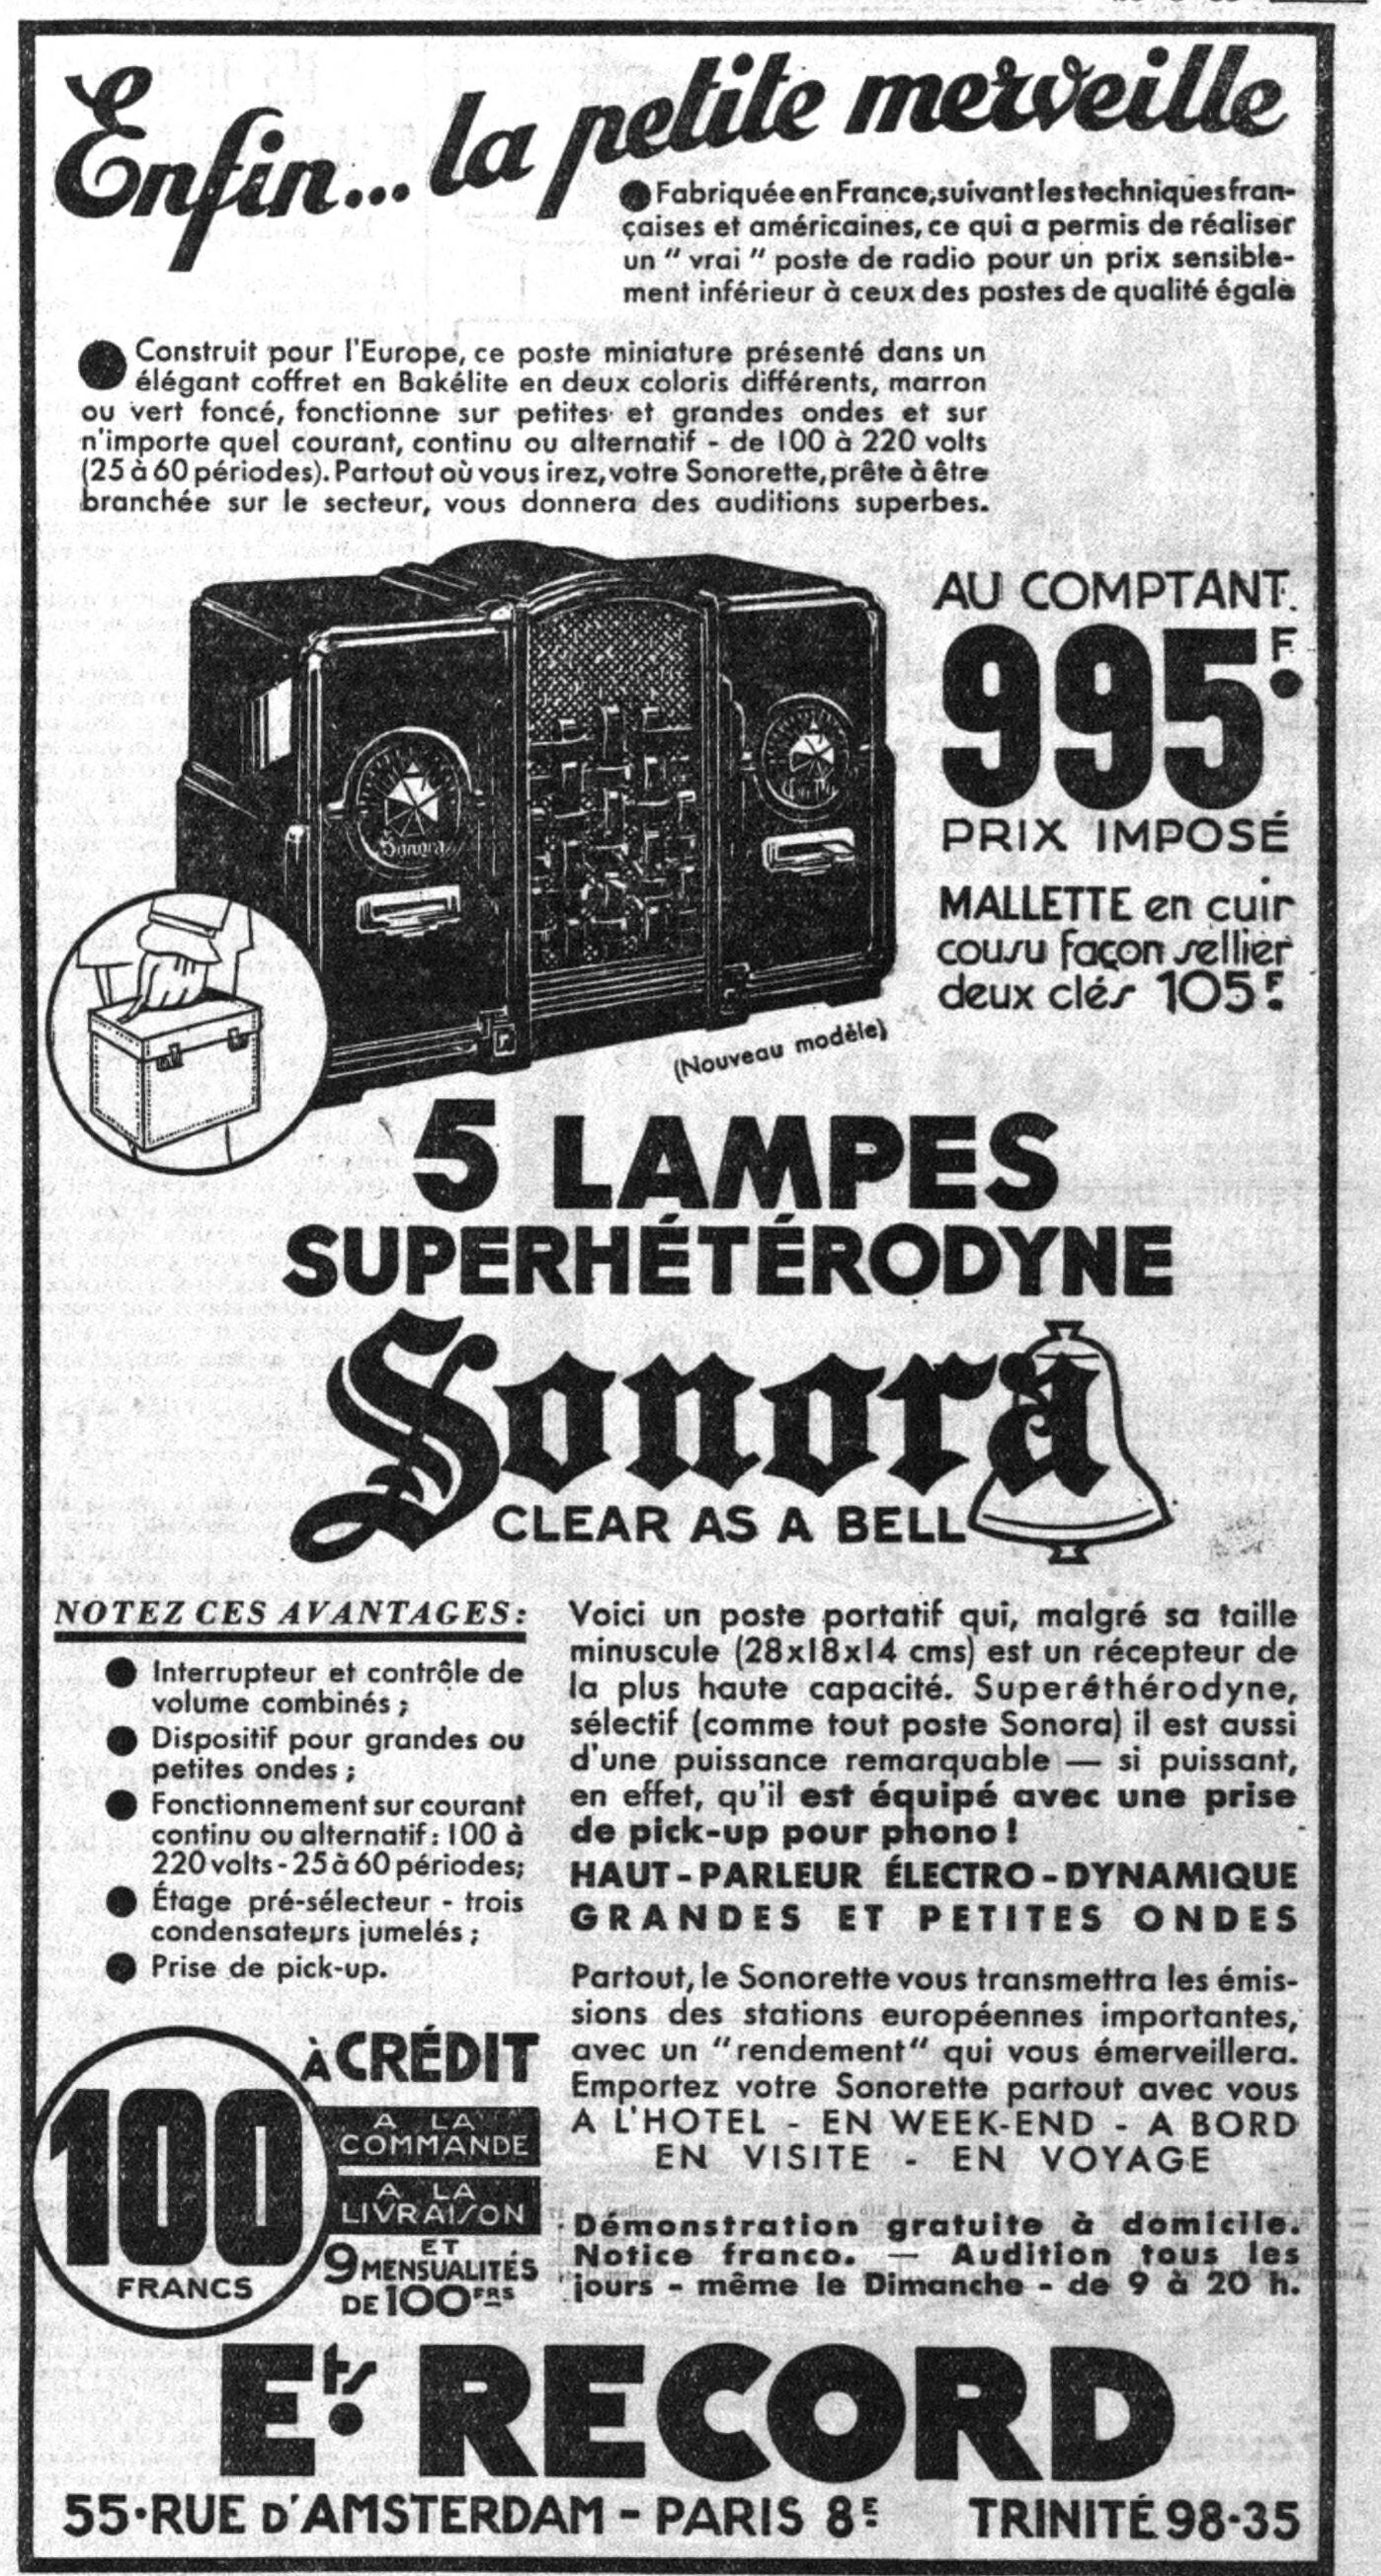 Enfin... la petite merveille
● Fabriquée en France, suivant les techniques fran-
çaises et américaines, ce qui a permis de réaliser
un " vrai " poste de radio pour un prix sensible-
ment inférieur à ceux des postes de qualité égale
● Construit pour l'Europe, ce poste miniature présenté dans un
élégant coffret en Bakélite en deux coloris différents, marron
ou vert foncé, fonctionne sur petites et grandes ondes et sur
n'importe quel courant, continu ou alternatif - de 100 à 220 volts
(25 à 60 périodes). Partout où vous irez, votre Sonorette, prête à être
branchée sur le secteur, vous donnera des auditions superbes.
AU COMPTANT
995F.
PRIX IMPOSÉ
MALLETTE en cuir
cousu façon sellier
deux clés 105F.
Sonora
(Nouveau modèle)
5 LAMPES
SUPERHÉTÉRODYNE
Sonora
CLEAR AS A BELL
NOTEZ CES AVANTAGES:
● Interrupteur et contrôle de
volume combinés ;
● Dispositif pour grandes ou
petites ondes ;
● Fonctionnement sur courant
continu ou alternatif : 100 à
220 volts - 25 à 60 périodes;
● Étage pré-sélecteur - trois
condensateurs jumelés ;
● Prise de pick-up.
À CRÉDIT
100
FRANCS
A LA
COMMANDE
A LA
LIVRAISON
ET
9 MENSUALITÉS
DE 100 FRS
Voici un poste portatif qui, malgré sa taille
minuscule (28x18x14 cms) est un récepteur de
la plus haute capacité. Superéthérodyne,
sélectif (comme tout poste Sonora) il est aussi
d'une puissance remarquable — si puissant,
en effet, qu'il est équipé avec une prise
de pick-up pour phono !
HAUT-PARLEUR ÉLECTRO-DYNAMIQUE
GRANDES ET PETITES ONDES
Partout, le Sonorette vous transmettra les émis-
sions des stations européennes importantes,
avec un "rendement" qui vous émerveillera.
Emportez votre Sonorette partout avec vous
A L'HOTEL - EN WEEK-END - A BORD
EN VISITE - EN VOYAGE
Démonstration gratuite à domicile.
Notice franco. — Audition tous les
jours - même le Dimanche - de 9 à 20 h.
Ets. RECORD
55·RUE D'AMSTERDAM - PARIS 8E TRINITÉ 98·35